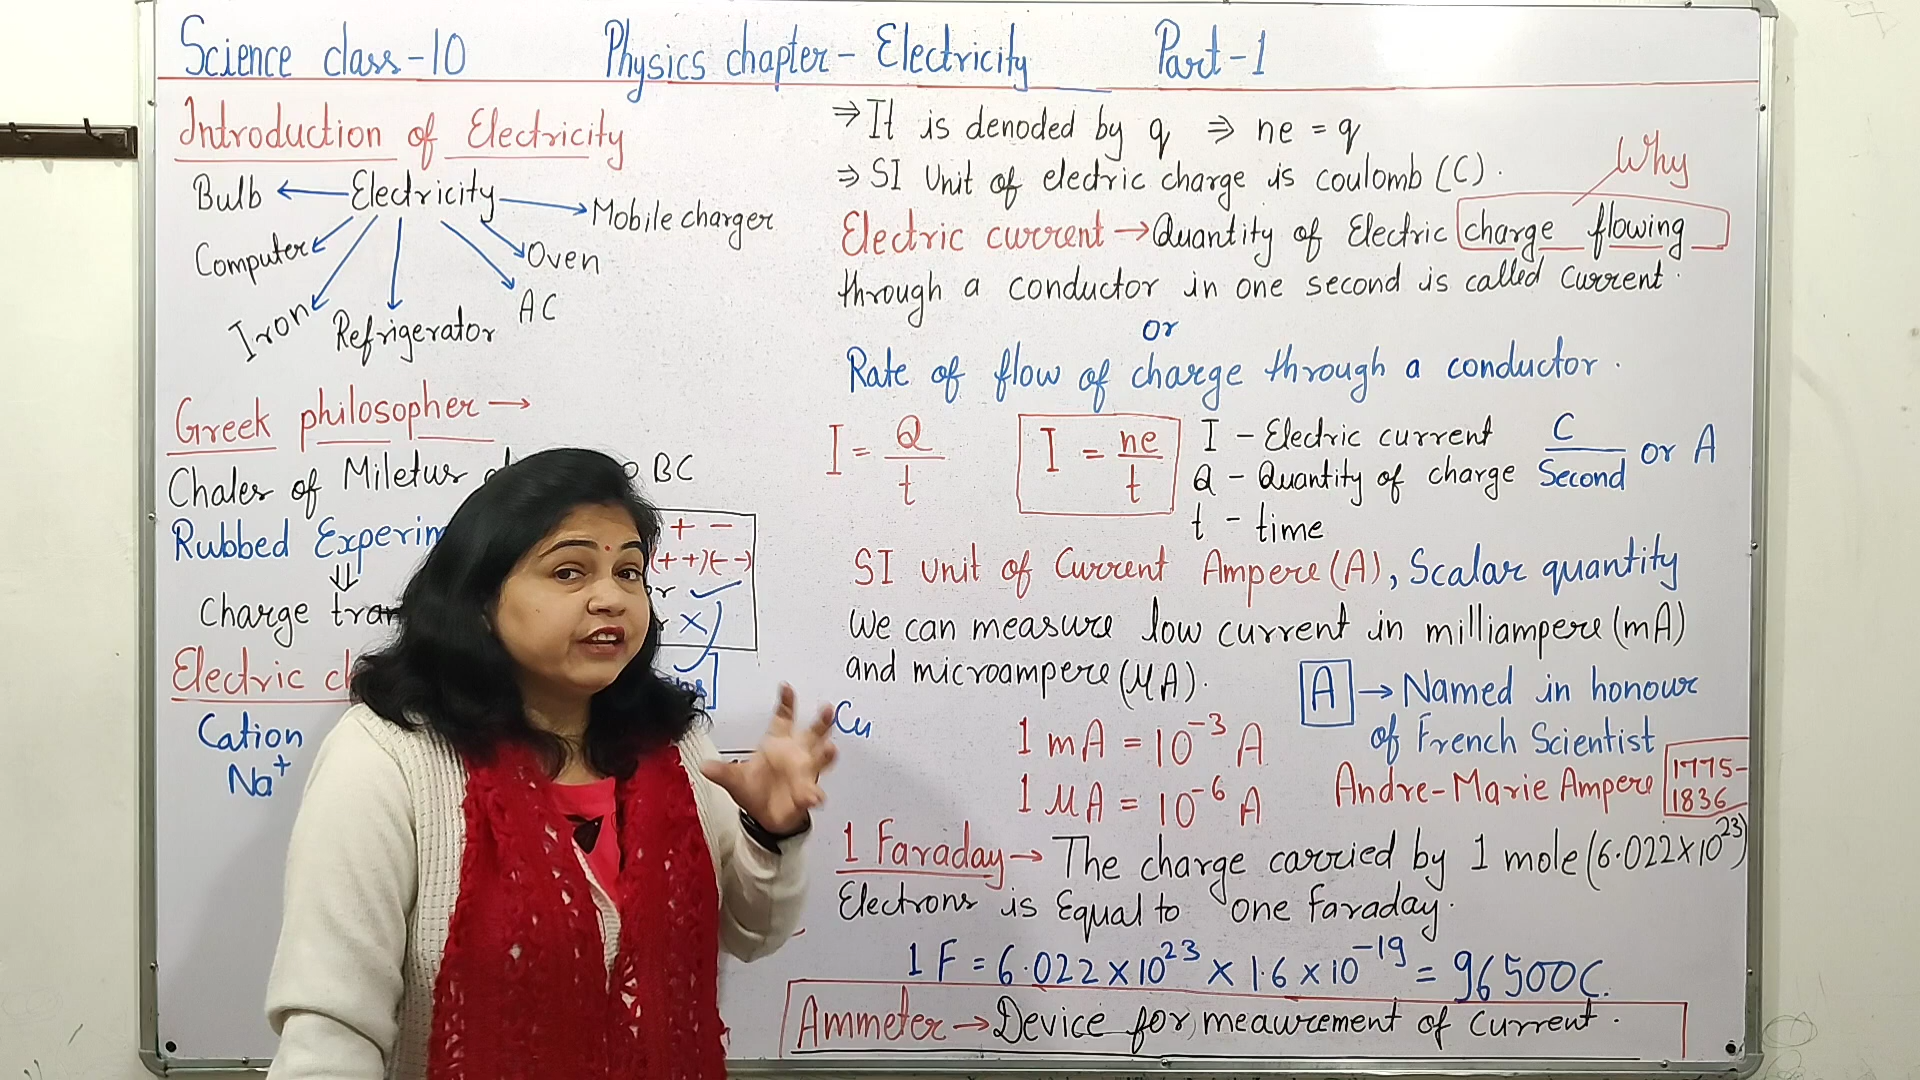 Science class-10 Physics chapter- Electricity Part-1
Introduction of Electricity
Bulb ← Electricity → Mobile charger
Computer
Oven
Iron
Refrigerator
AC
Greek philosopher →
Chales of Miletus BC
Rubbed Experim
+ -
(++)(--)
✓
×
⇓
Charge tran
Electric ch
Cation
Na⁺
Cu
⇒ It is denoded by q ⇒ ne = q
⇒ SI Unit of electric charge is coulomb (C).
Why
Electric current → Quantity of Electric charge flowing
through a conductor in one second is called Current.
or
Rate of flow of charge through a conductor.
I = Q/t
I = ne/t
I - Electric current
Q - Quantity of charge
t - time
C/Second or A
SI unit of Current Ampere (A), Scalar quantity
We can measure low current in milliampere (mA)
and microampere (μA).
1 mA = 10⁻³ A
1 μA = 10⁻⁶ A
A → Named in honour
of French Scientist
Andre-Marie Ampere 1775-
1836
1 Faraday → The charge carried by 1 mole (6.022×10²³)
Electrons is Equal to one faraday.
1 F = 6.022×10²³ × 1.6 × 10⁻¹⁹ = 96500C.
Ammeter → Device for meaurement of Current.